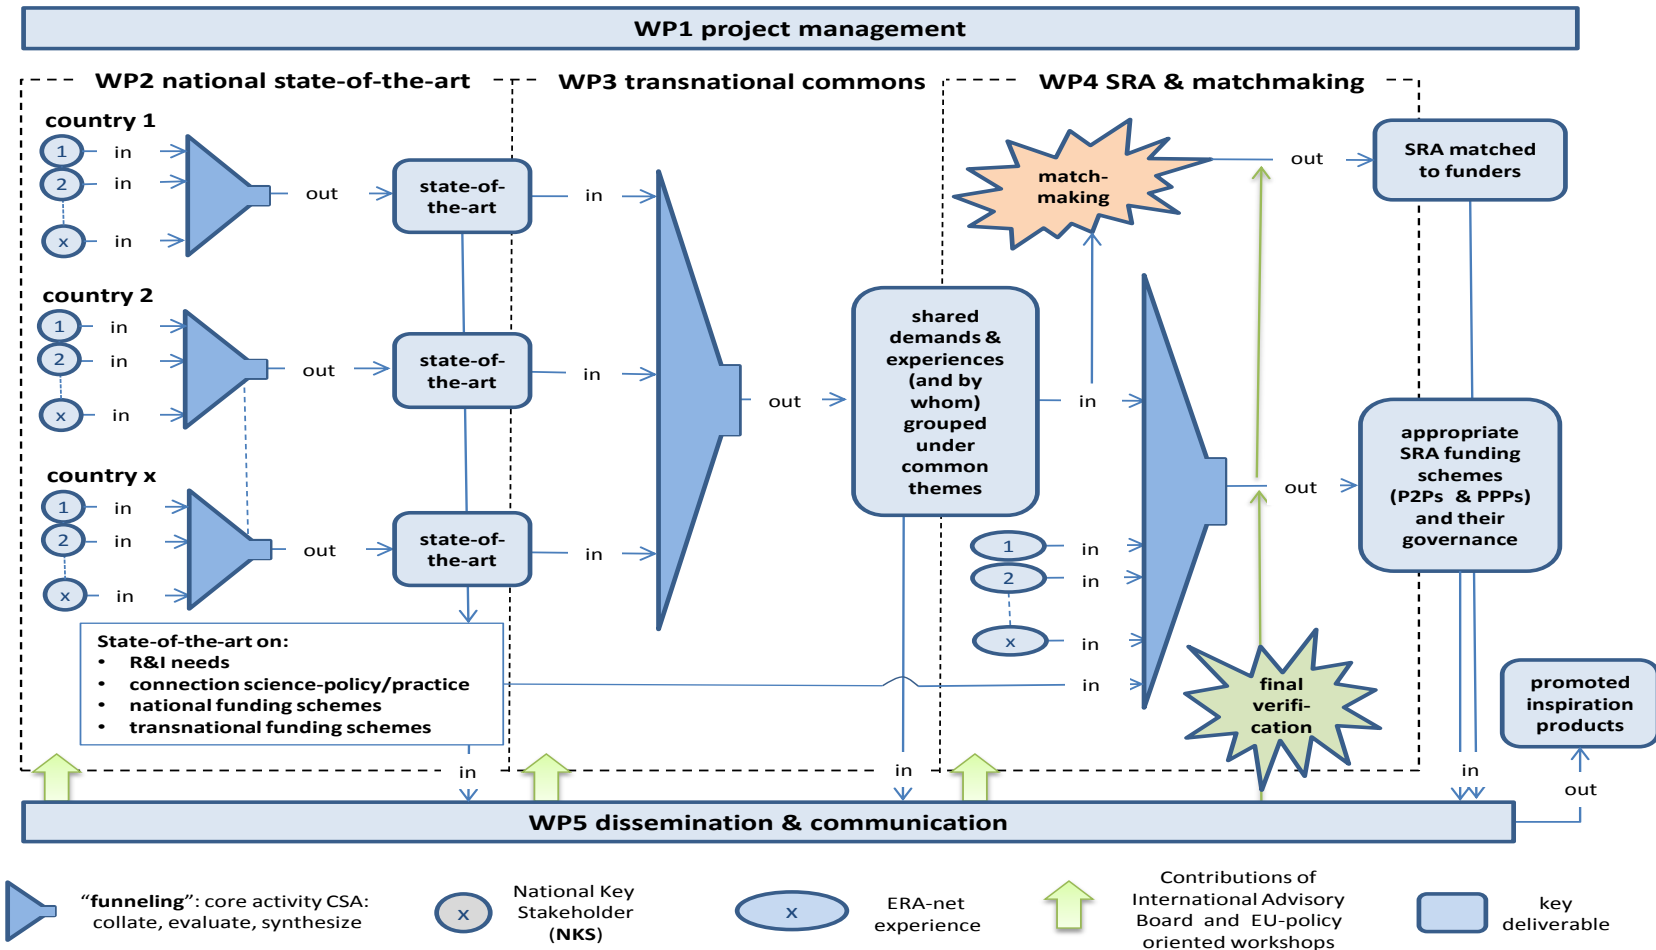 WP1 project management
WP2 national state-of-the-art
WP3 transnational commons
WP4 SRA & matchmaking
country 1
1
in
2
in
x
in
out
state-of-
the-art
in
country 2
1
in
2
in
x
in
out
state-of-
the-art
in
country x
1
in
2
in
x
in
out
state-of-
the-art
in
State-of-the-art on:
• R&I needs
• connection science-policy/practice
• national funding schemes
• transnational funding schemes
in
out
shared
demands &
experiences
(and by
whom)
grouped
under
common
themes
in
in
match-
making
out
SRA matched
to funders
1
in
2
in
x
in
in
out
appropriate
SRA funding
schemes
(P2Ps & PPPs)
and their
governance
final
verifi-
cation
in
promoted
inspiration
products
out
WP5 dissemination & communication
“funneling”: core activity CSA:
collate, evaluate, synthesize
x
National Key
Stakeholder
(NKS)
x
ERA-net
experience
Contributions of
International Advisory
Board and EU-policy
oriented workshops
key
deliverable